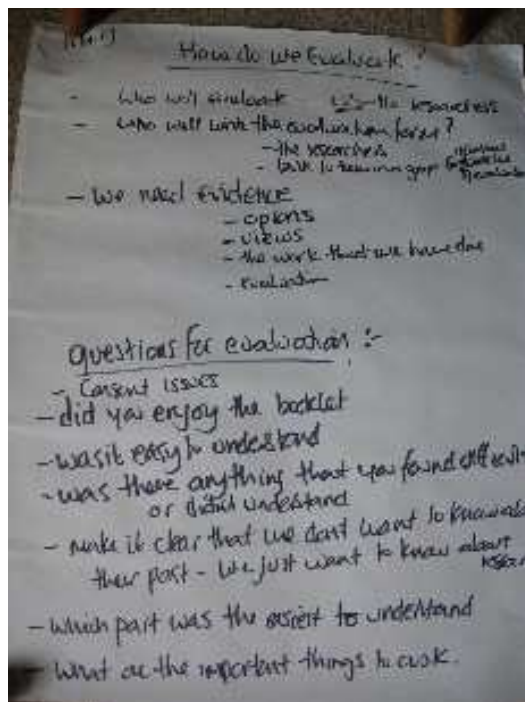 How do we Evaluate?
- who will evaluate - the researchers
- who will write the evaluation form?
- the researchers
- back to group
- we need evidence
- views
- the work that we have done
- evaluation
Questions for evaluation :-
- Consent issues
- did you enjoy the booklet
- was it easy to understand
- was there anything that you found difficult
or didn't understand
- make it clear that we don't want to know about
their past - we just want to know about
- which part was the easiest to understand
- what are the important things to ask.